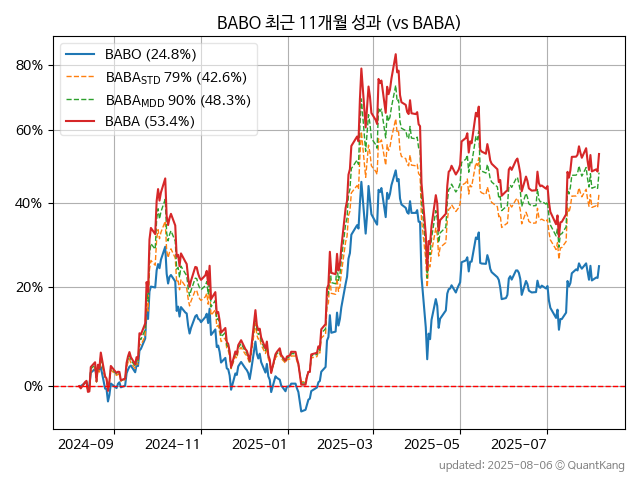 BABO 최근 11개월 성과 (vs BABA)
BABO (24.8%)
BABA_STD 79% (42.6%)
BABA_MDD 90% (48.3%)
BABA (53.4%)
80%
60%
40%
20%
0%
2024-09 2024-11 2025-01 2025-03 2025-05 2025-07
updated: 2025-08-06 © QuantKang